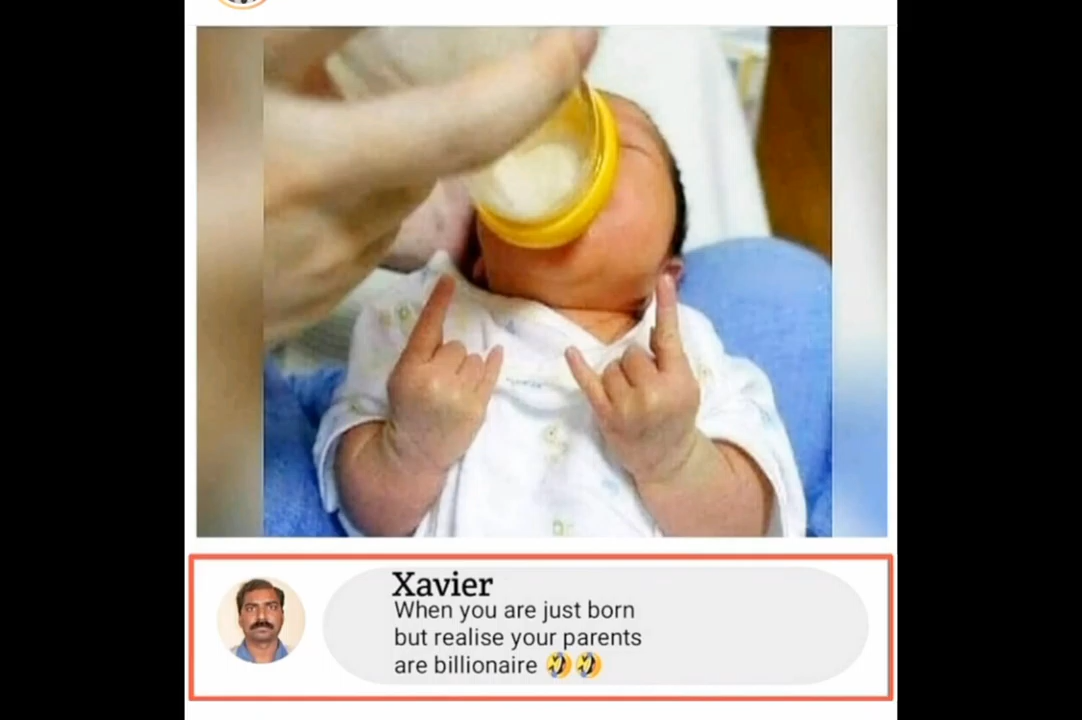 Xavier
When you are just born
but realise your parents
are billionaire 🤣🤣